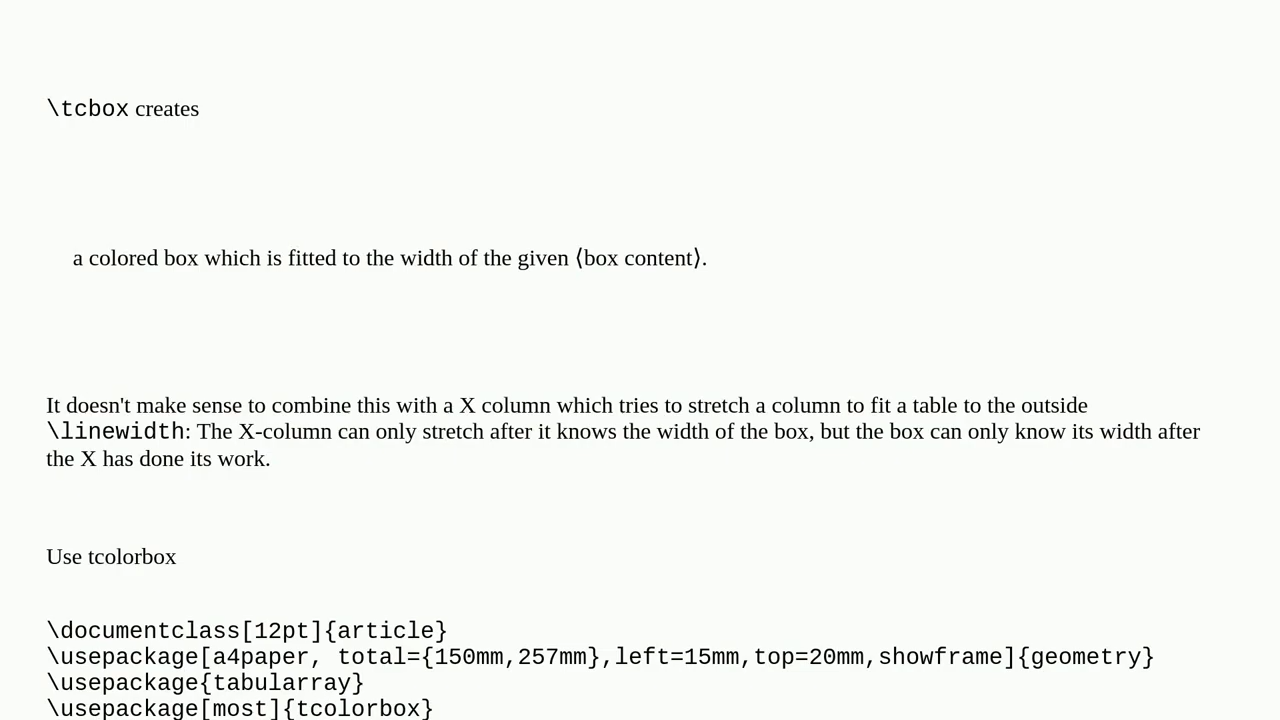 \tcbox creates
a colored box which is fitted to the width of the given ⟨box content⟩.
It doesn't make sense to combine this with a X column which tries to stretch a column to fit a table to the outside
\linewidth: The X-column can only stretch after it knows the width of the box, but the box can only know its width after
the X has done its work.
Use tcolorbox
\documentclass[12pt]{article}
\usepackage[a4paper, total={150mm,257mm},left=15mm,top=20mm,showframe]{geometry}
\usepackage{tabularray}
\usepackage[most]{tcolorbox}